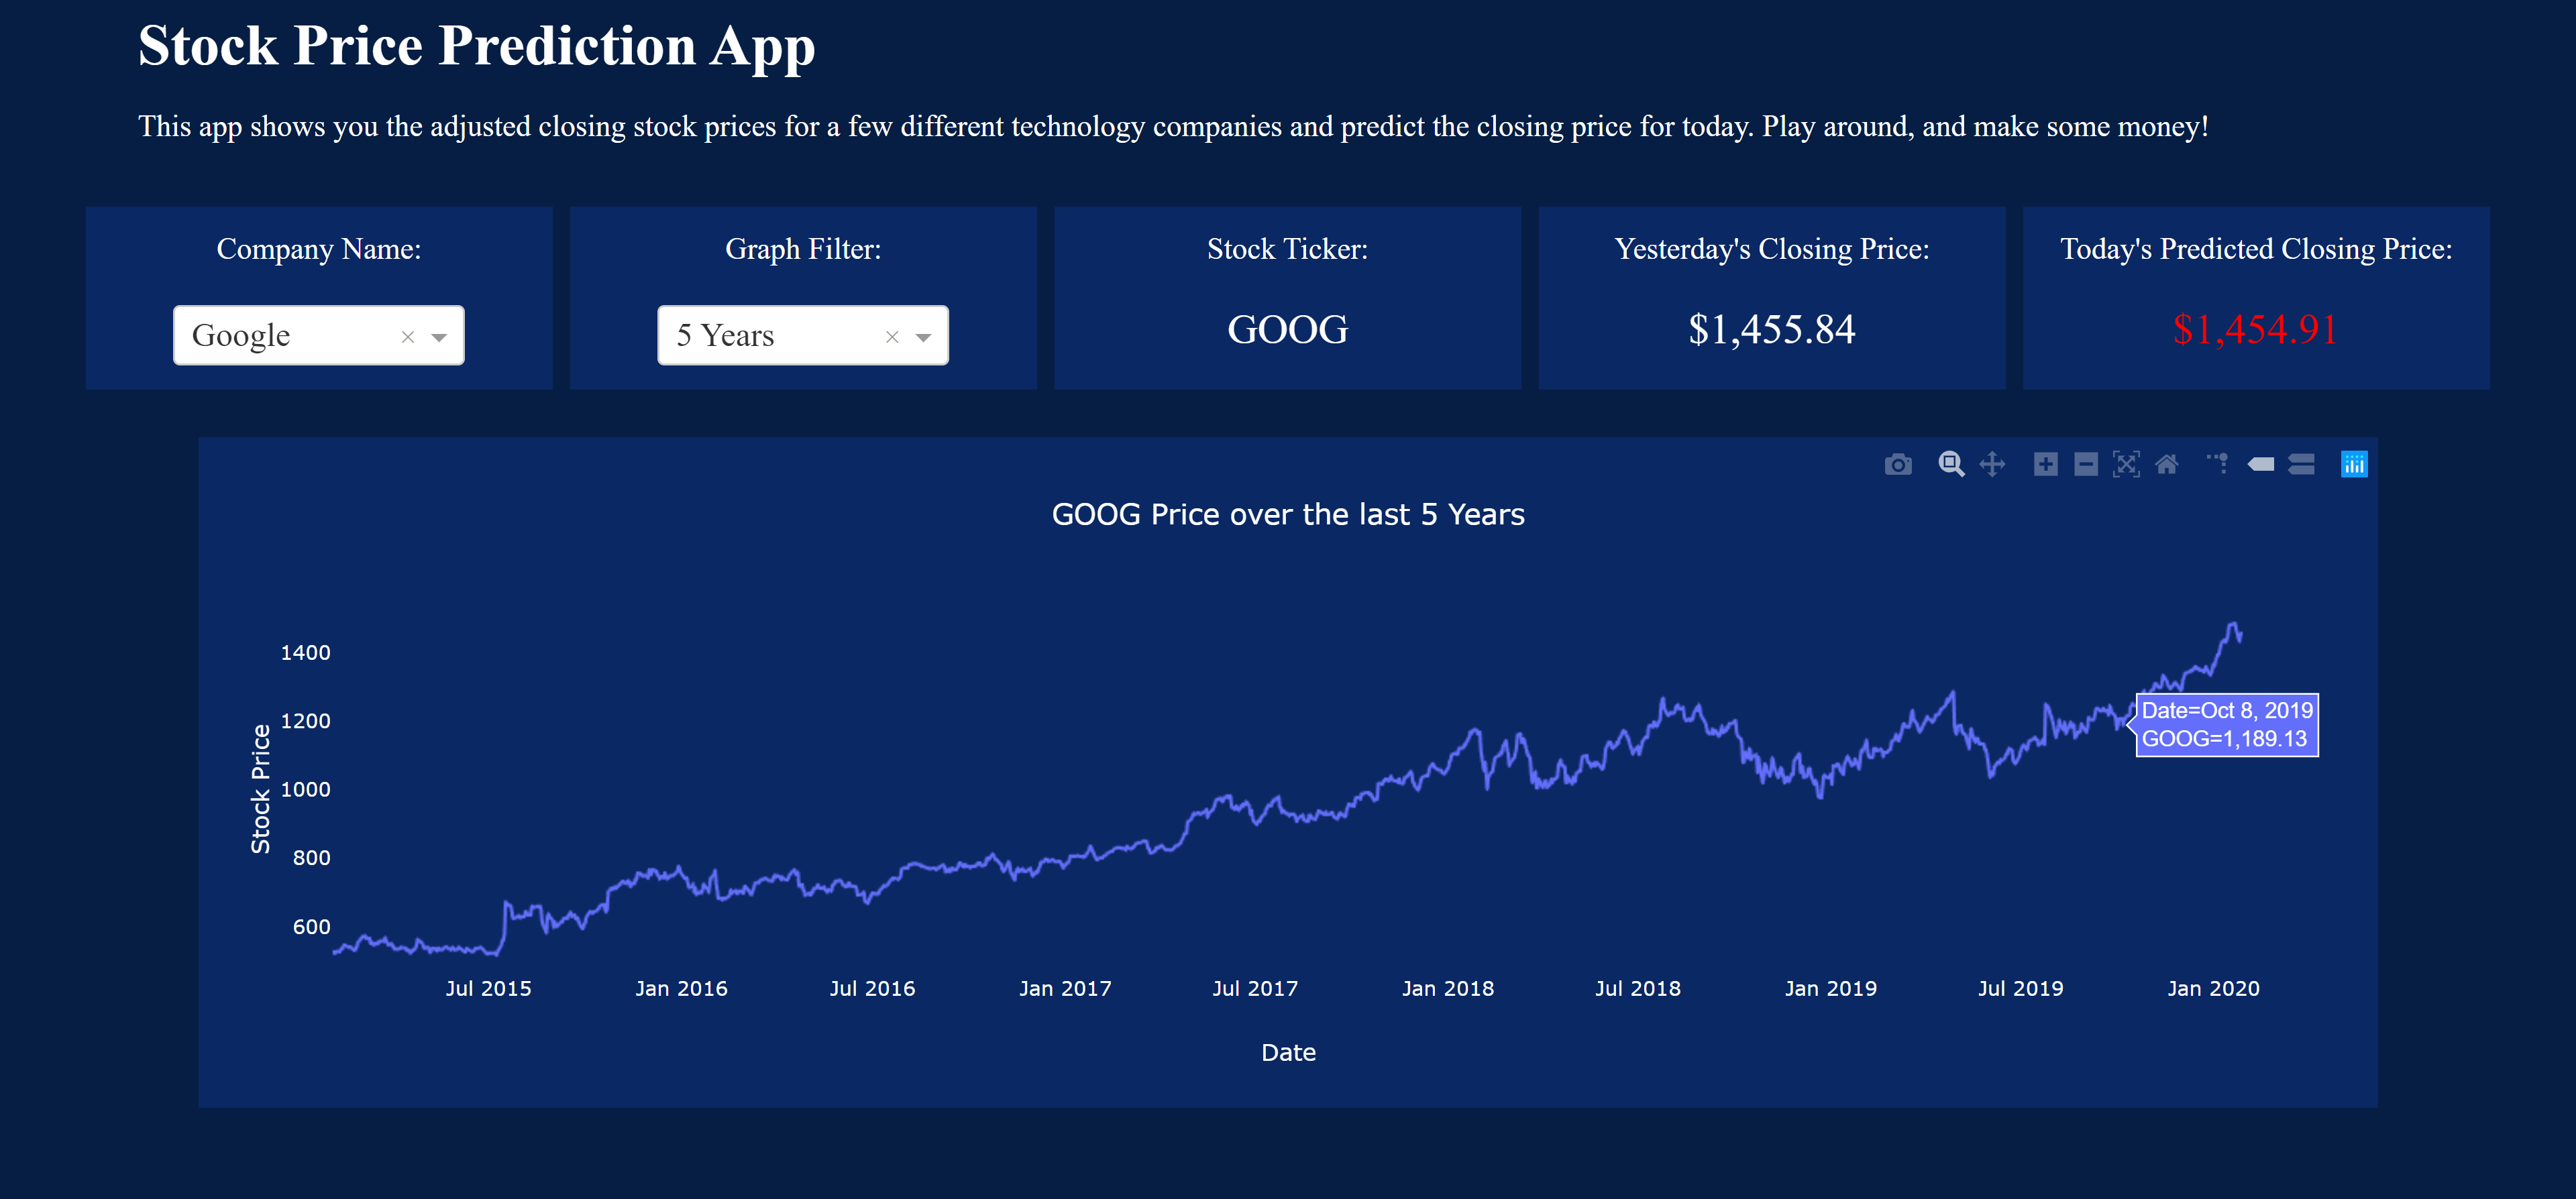 Stock Price Prediction App
This app shows you the adjusted closing stock prices for a few different technology companies and predict the closing price for today. Play around, and make some money!
Company Name:
Google
Graph Filter:
5 Years
Stock Ticker:
GOOG
Yesterday's Closing Price:
$1,455.84
Today's Predicted Closing Price:
$1,454.91
GOOG Price over the last 5 Years
Stock Price
1400
1200
1000
800
600
Date=Oct 8, 2019
GOOG=1,189.13
Jul 2015
Jan 2016
Jul 2016
Jan 2017
Jul 2017
Jan 2018
Jul 2018
Jan 2019
Jul 2019
Jan 2020
Date